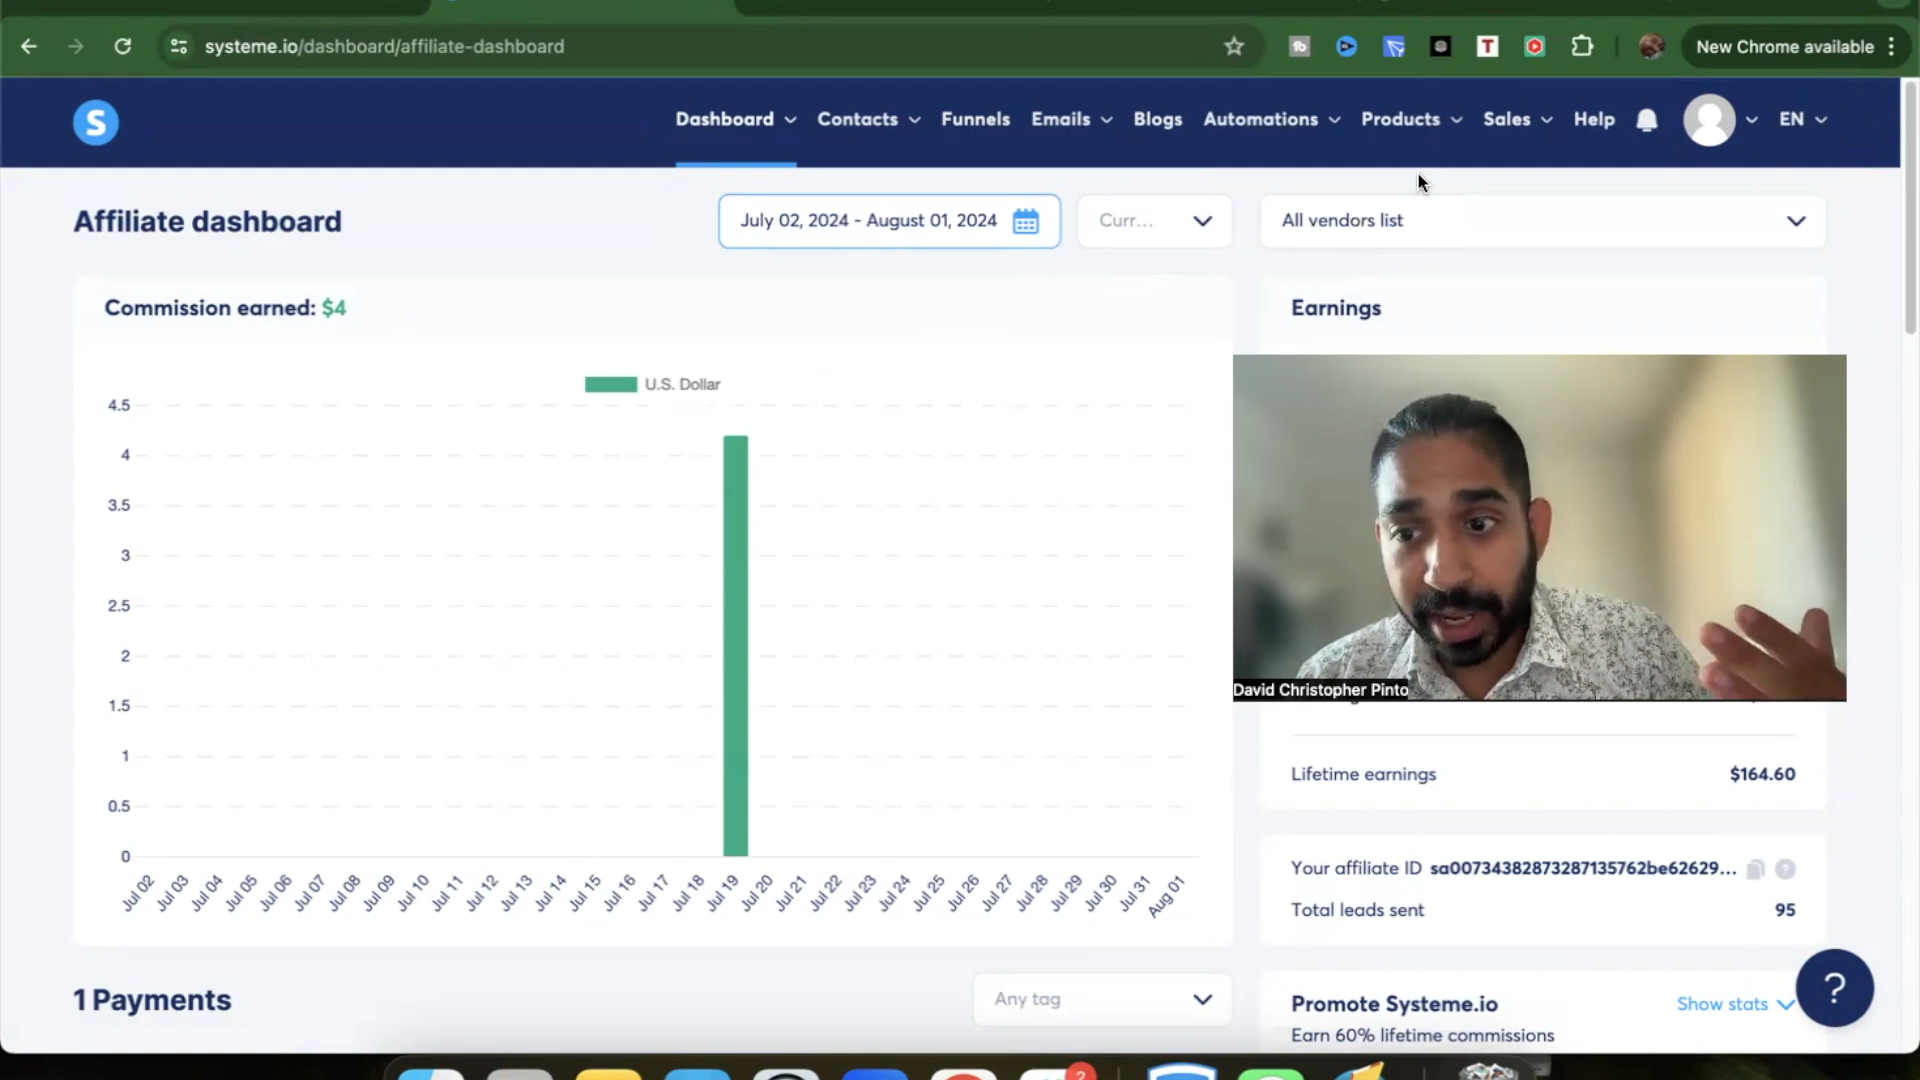 systeme.io/dashboard/affiliate-dashboard
New Chrome available
S
Dashboard
Contacts
Funnels
Emails
Blogs
Automations
Products
Sales
Help
EN
Affiliate dashboard
July 02, 2024 - August 01, 2024
Curr...
All vendors list
Commission earned: $4
Earnings
U.S. Dollar
4.5
4
3.5
3
2.5
2
1.5
1
0.5
0
Jul 02
Jul 03
Jul 04
Jul 05
Jul 06
Jul 07
Jul 08
Jul 09
Jul 10
Jul 11
Jul 12
Jul 13
Jul 14
Jul 15
Jul 16
Jul 17
Jul 18
Jul 19
Jul 20
Jul 21
Jul 22
Jul 23
Jul 24
Jul 25
Jul 26
Jul 27
Jul 28
Jul 29
Jul 30
Jul 31
Aug 01
David Christopher Pinto
Lifetime earnings
$164.60
Your affiliate ID sa00734382873287135762be62629...
?
Total leads sent
95
1 Payments
Any tag
Promote Systeme.io
Show stats
Earn 60% lifetime commissions
?
2